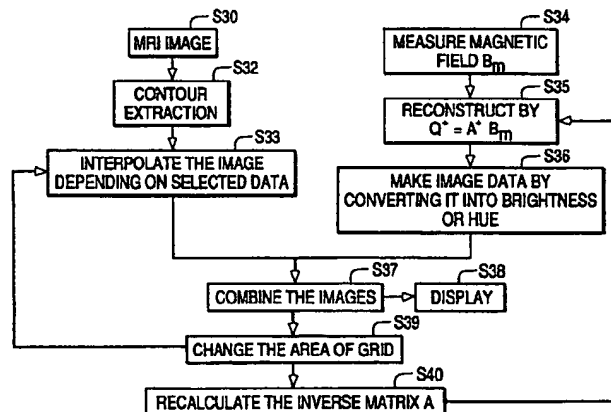 S30
MRI IMAGE
S32
CONTOUR
EXTRACTION
S33
INTERPOLATE THE IMAGE
DEPENDING ON SELECTED DATA
S34
MEASURE MAGNETIC
FIELD Bm
S35
RECONSTRUCT BY
Q⁺ = A⁺ Bm
S36
MAKE IMAGE DATA BY
CONVERTING IT INTO BRIGHTNESS
OR HUE
S37
COMBINE THE IMAGES
S38
DISPLAY
S39
CHANGE THE AREA OF GRID
S40
RECALCULATE THE INVERSE MATRIX A